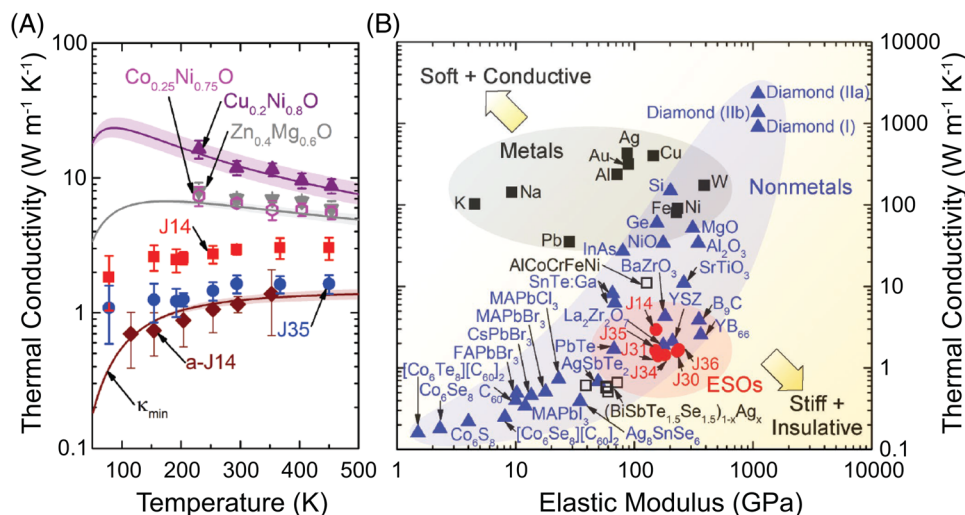 (A)
100
10
1
0.1
Thermal Conductivity (W m⁻¹ K⁻¹)
Co₀.₂₅Ni₀.₇₅O
Cu₀.₂Ni₀.₈O
Zn₀.₄Mg₀.₆O
J14
J35
a-J14
κmin
100 200 300 400 500
Temperature (K)
(B)
Soft + Conductive
Metals
Ag
Au
Al
Cu
K
Na
W
Si
Fe
Ni
Pb
Ge
NiO
MgO
Al₂O₃
InAs
AlCoCrFeNi
BaZrO₃
SrTiO₃
SnTe:Ga
MAPbCl₃
J14
La₂Zr₂O
YSZ
B₉C
MAPbBr₃
J35
YB₆₆
CsPbBr₃
PbTe
J31
FAPbBr₃
AgSbTe₂
J34
J30
J36
[Co₆Te₈][C₆₀]₂
ESOs
Co₆Se₈
C₆₀
MAPbI₃
(BiSbTe₁.₅Se₁.₅)₁₋ₓAgₓ
Co₆S₈
[Co₆Se₈][C₆₀]₂
Ag₈SnSe₆
Diamond (IIa)
Diamond (IIb)
Diamond (I)
Nonmetals
Stiff +
Insulative
10000
1000
100
10
1
0.1
Thermal Conductivity (W m⁻¹ K⁻¹)
1 10 100 1000 10000
Elastic Modulus (GPa)